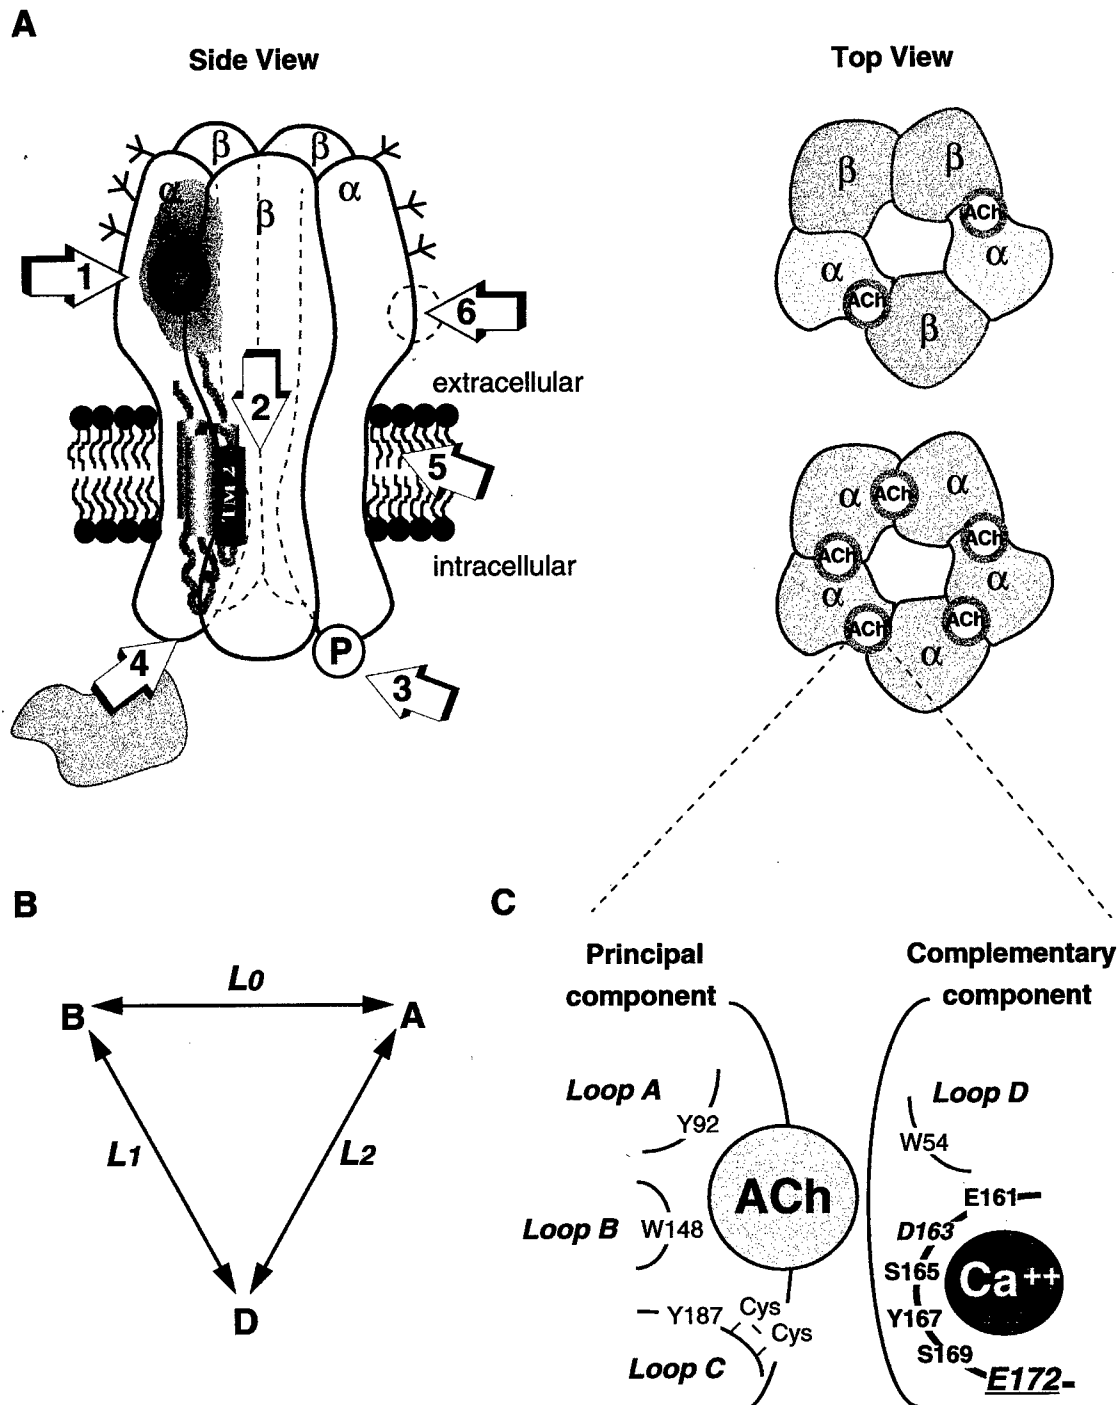 A
Side View
Top View
β
β
α
α
β
1
6
extracellular
2
5
TM 2
intracellular
P
4
3
β
β
ACh
α
α
ACh
β
α
α
ACh
ACh
ACh
α
α
ACh
ACh
α
B
L0
B
A
L1
L2
D
C
Principal
component
Complementary
component
Loop A
Y92
Loop D
W54
ACh
E161
Loop B
W148
D163
S165
Ca++
Y167
Y187
Cys
Cys
S169
Loop C
E172